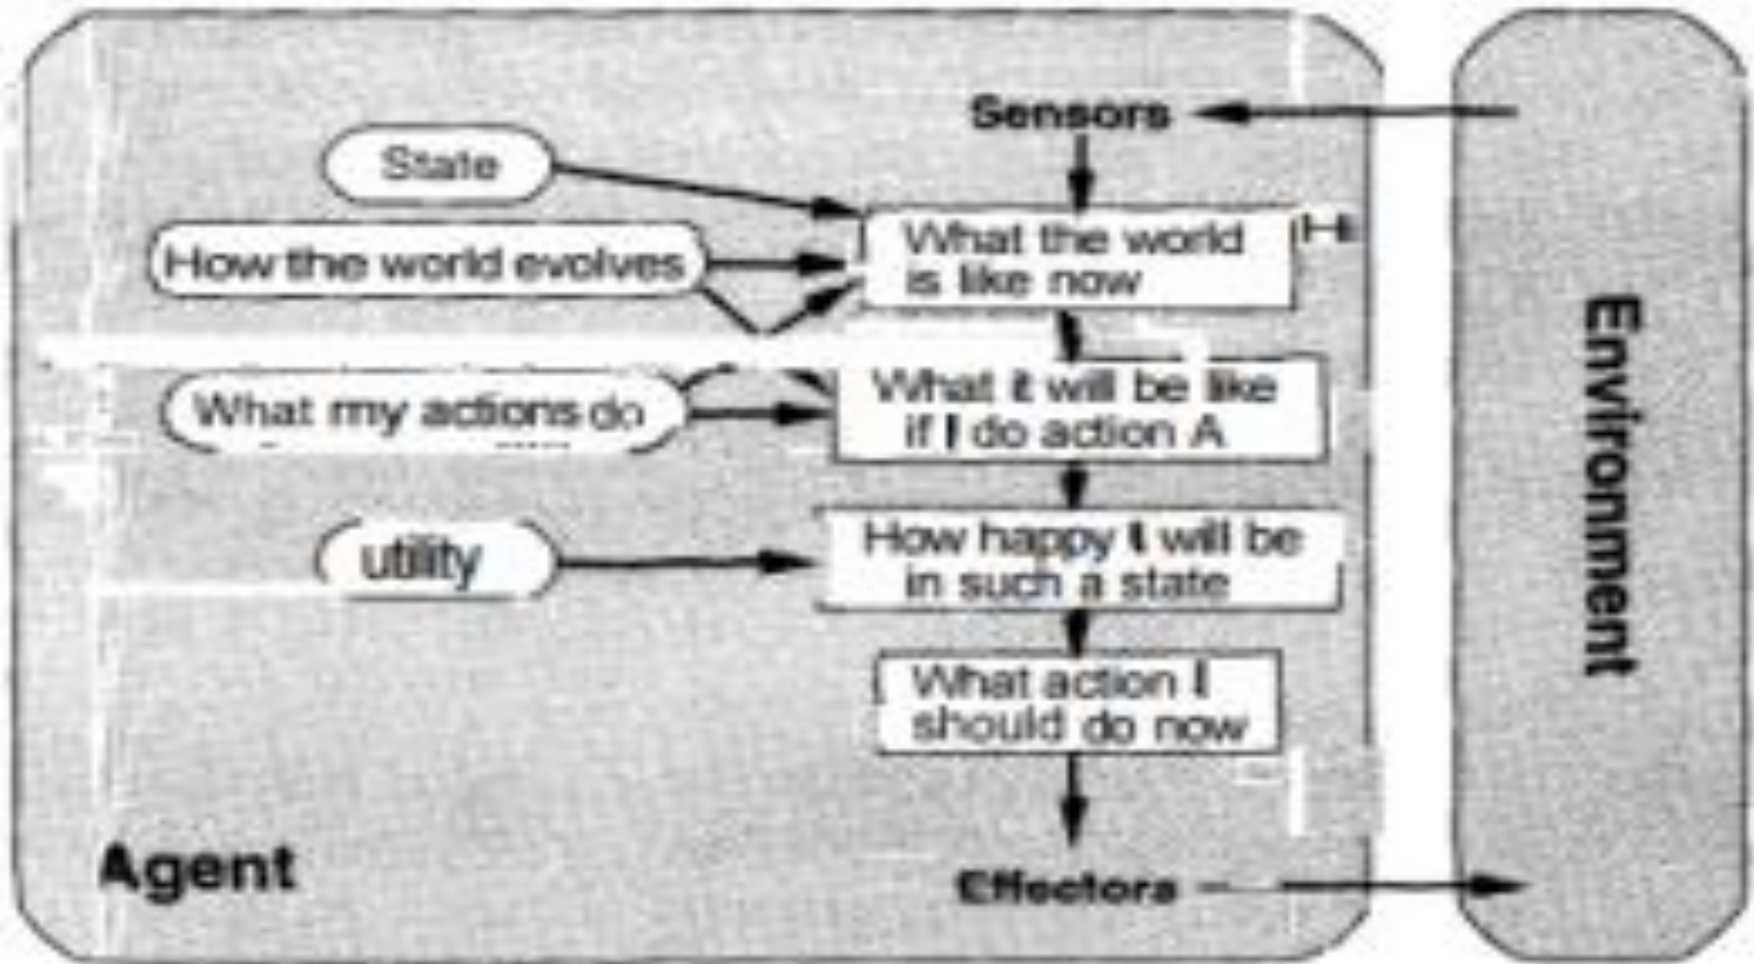 Sensors
State
What the world
is like now
How the world evolves
What it will be like
if I do action A
What my actions do
How happy I will be
in such a state
utility
What action I
should do now
Agent
Effectors
Environment